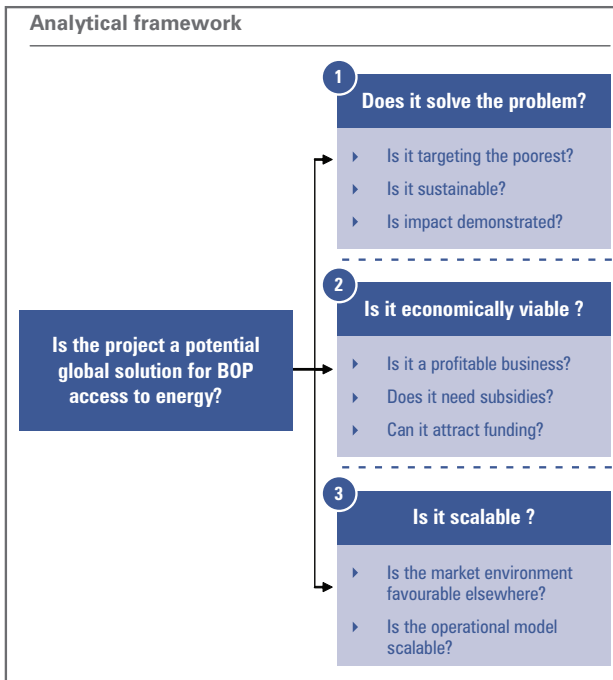 Analytical framework
1
Does it solve the problem?
Is it targeting the poorest?
Is it sustainable?
Is impact demonstrated?
2
Is it economically viable ?
Is the project a potential
global solution for BOP
access to energy?
Is it a profitable business?
Does it need subsidies?
Can it attract funding?
3
Is it scalable ?
Is the market environment
favourable elsewhere?
Is the operational model
scalable?